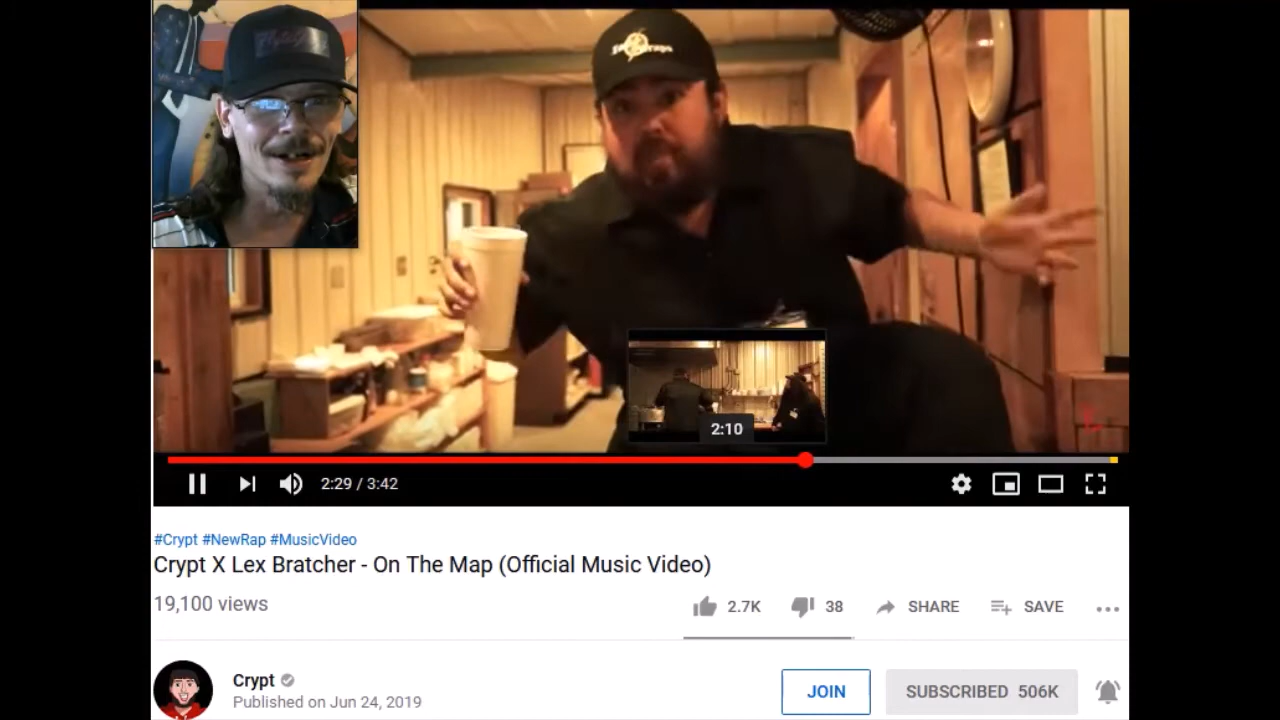 2:10
2:29 / 3:42
#Crypt #NewRap #MusicVideo
Crypt X Lex Bratcher - On The Map (Official Music Video)
19,100 views
2.7K 38 SHARE SAVE
Crypt
Published on Jun 24, 2019
JOIN SUBSCRIBED 506K